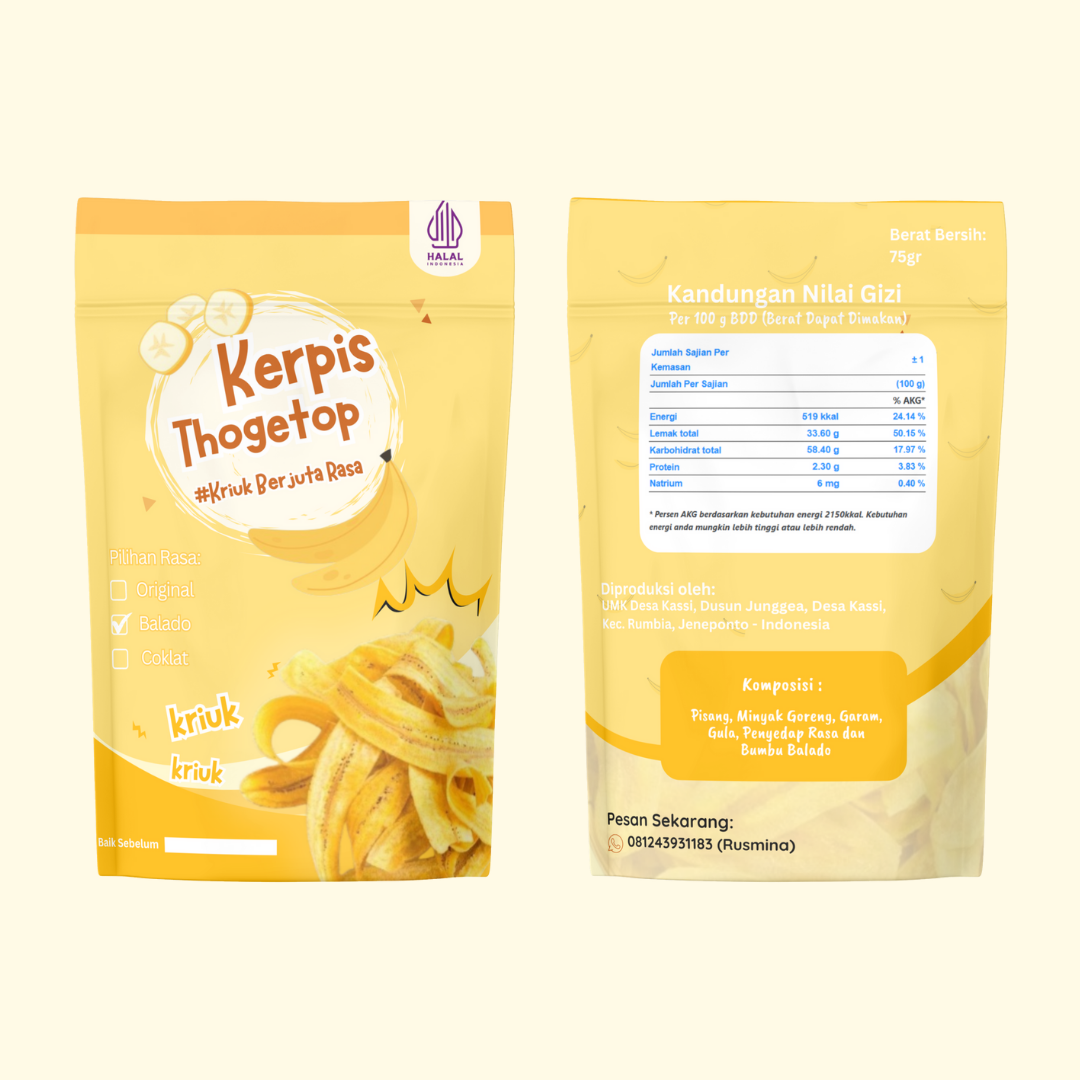 HALAL
INDONESIA
Kerpis
Thogetop
#Kriuk Berjuta Rasa
Pilihan Rasa:
Original
Balado
Coklat
kriuk
kriuk
Baik Sebelum
Berat Bersih:
75gr
Kandungan Nilai Gizi
Per 100 g BDD (Berat Dapat Dimakan)
Jumlah Sajian Per Kemasan ± 1
Jumlah Per Sajian (100 g)
% AKG*
Energi 519 kkal 24.14 %
Lemak total 33.60 g 50.15 %
Karbohidrat total 58.40 g 17.97 %
Protein 2.30 g 3.83 %
Natrium 6 mg 0.40 %
* Persen AKG berdasarkan kebutuhan energi 2150kkal. Kebutuhan
energi anda mungkin lebih tinggi atau lebih rendah.
Diproduksi oleh:
UMK Desa Kassi, Dusun Junggea, Desa Kassi,
Kec. Rumbia, Jeneponto - Indonesia
Komposisi :
Pisang, Minyak Goreng, Garam,
Gula, Penyedap Rasa dan
Bumbu Balado
Pesan Sekarang:
081243931183 (Rusmina)